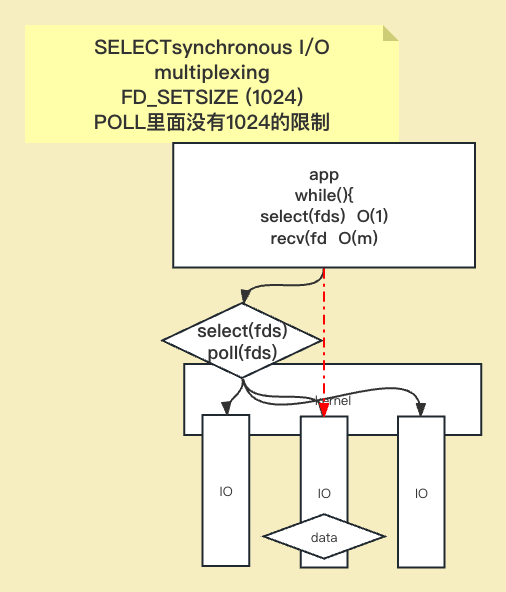 SELECTsynchronous I/O
multiplexing
FD_SETSIZE (1024)
POLL里面没有1024的限制
app
while(){
select(fds)  O(1)
recv(fd  O(m)
select(fds)
poll(fds)
kernel
IO
IO
IO
data